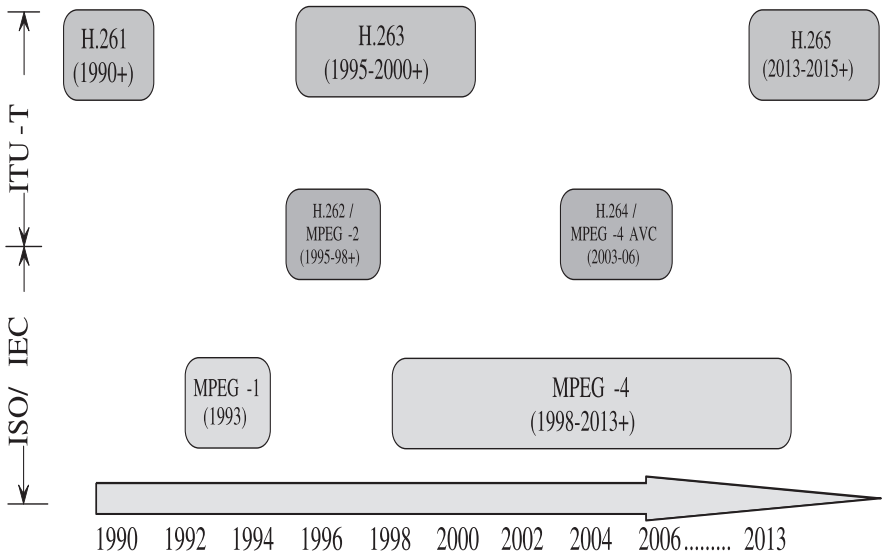 H.261
(1990+)
H.263
(1995-2000+)
H.265
(2013-2015+)
ITU -T
H.262 /
MPEG -2
(1995-98+)
H.264 /
MPEG -4 AVC
(2003-06)
ISO/ IEC
MPEG -1
(1993)
MPEG -4
(1998-2013+)
1990 1992 1994 1996 1998 2000 2002 2004 2006......... 2013